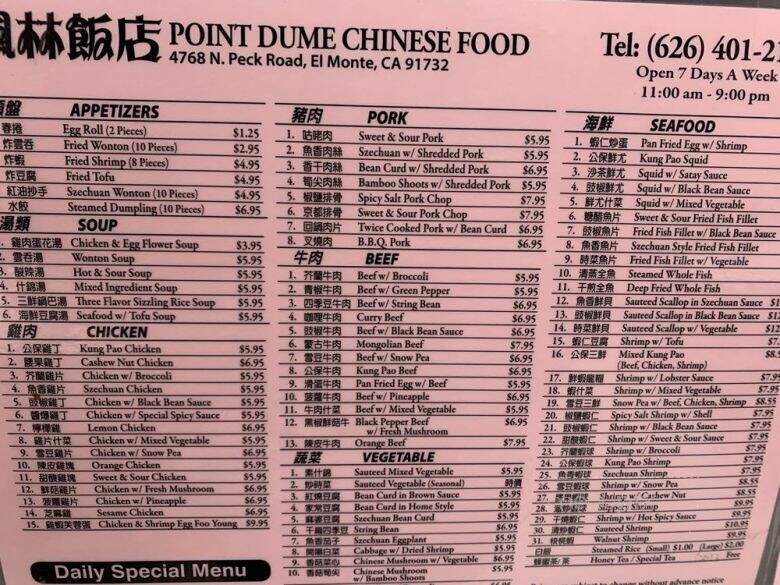 林飯店 POINT DUME CHINESE FOOD
4768 N. Peck Road, El Monte, CA 91732
Tel: (626) 401-21
Open 7 Days A Week
11:00 am - 9:00 pm
盤 APPETIZERS
春捲 Egg Roll (2 Pieces) $1.25
炸雲吞 Fried Wonton (10 Pieces) $2.95
炸蝦 Fried Shrimp (8 Pieces) $4.95
炸豆腐 Fried Tofu $4.95
紅油抄手 Szechuan Wonton (10 Pieces) $4.95
水餃 Steamed Dumpling (10 Pieces) $6.95
湯類 SOUP
1. 雞肉蛋花湯 Chicken & Egg Flower Soup $3.95
2. 雲吞湯 Wonton Soup $5.95
3. 酸辣湯 Hot & Sour Soup $5.95
4. 什錦湯 Mixed Ingredient Soup $5.95
5. 三鮮鍋巴湯 Three Flavor Sizzling Rice Soup $5.95
6. 海鮮豆腐湯 Seafood w/ Tofu Soup $5.95
雞肉 CHICKEN
1. 公保雞丁 Kung Pao Chicken $5.95
2. 腰果雞丁 Cashew Nut Chicken $6.95
3. 芥蘭雞片 Chicken w/ Broccoli $5.95
4. 魚香雞片 Szechuan Chicken $5.95
5. 豉椒雞丁 Chicken w/ Black Bean Sauce $5.95
6. 醬爆雞丁 Chicken w/ Special Spicy Sauce $5.95
7. 檸檬雞 Lemon Chicken $6.95
8. 雞片什菜 Chicken w/ Mixed Vegetable $5.95
9. 雪豆雞片 Chicken w/ Snow Pea $6.95
10. 陳皮雞塊 Orange Chicken $5.95
11. 甜酸雞塊 Sweet & Sour Chicken $5.95
12. 鮮菇雞片 Chicken w/ Fresh Mushroom $6.95
13. 菠蘿雞片 Chicken w/ Pineapple $6.95
14. 芝麻雞 Sesame Chicken $6.95
15. 雞蝦芙蓉蛋 Chicken & Shrimp Egg Foo Young $9.95
Daily Special Menu
豬肉 PORK
1. 咕咾肉 Sweet & Sour Pork $5.95
2. 魚香肉絲 Szechuan w/ Shredded Pork $5.95
3. 香干肉絲 Bean Curd w/ Shredded Pork $6.95
4. 筍尖肉絲 Bamboo Shoots w/ Shredded Pork $5.95
5. 椒鹽排骨 Spicy Salt Pork Chop $7.95
6. 京都排骨 Sweet & Sour Pork Chop $7.95
7. 回鍋肉片 Twice Cooked Pork w/ Bean Curd $6.95
8. 叉燒肉 B.B.Q. Pork $6.95
牛肉 BEEF
1. 芥蘭牛肉 Beef w/ Broccoli $5.95
2. 青椒牛肉 Beef w/ Green Pepper $5.95
3. 四季豆牛肉 Beef w/ String Bean $6.95
4. 咖喱牛肉 Curry Beef $6.95
5. 豉椒牛肉 Beef w/ Black Bean Sauce $6.95
6. 蒙古牛肉 Mongolian Beef $7.95
7. 雪豆牛肉 Beef w/ Snow Pea $6.95
8. 公保牛肉 Kung Pao Beef $6.95
9. 滑蛋牛肉 Pan Fried Egg w/ Beef $5.95
10. 菠蘿牛肉 Beef w/ Pineapple $6.95
11. 牛肉什菜 Beef w/ Mixed Vegetable $5.95
12. 黑椒鮮菇牛 Black Pepper Beef $6.95
w/ Fresh Mushroom
13. 陳皮牛肉 Orange Beef $7.95
蔬菜 VEGETABLE
1. 素什錦 Sauteed Mixed Vegetable $5.95
2. 炒時菜 Sauteed Vegetable (Seasonal) 時價
3. 紅燒豆腐 Bean Curd in Brown Sauce $5.95
4. 家常豆腐 Bean Curd in Home Style $5.95
5. 麻婆豆腐 Szechuan Bean Curd $5.95
6. 干扁四季豆 String Bean $6.95
7. 魚香茄子 Szechuan Eggplant $5.95
8. 開陽白菜 Cabbage w/ Dried Shrimp $5.95
9. 香菇菜心 Chinese Mushroom w/ Vegetable $6.95
10. 香菇筍尖 Chinese Mushroom $6.95
w/ Bamboo Shoots
海鮮 SEAFOOD
1. 蝦仁炒蛋 Pan Fried Egg w/ Shrimp
2. 公保鮮尤 Kung Pao Squid
3. 沙茶鮮尤 Squid w/ Satay Sauce
4. 豉椒鮮尤 Squid w/ Black Bean Sauce
5. 鮮尤什菜 Squid w/ Mixed Vegetable
6. 糖醋魚片 Sweet & Sour Fried Fish Fillet
7. 豉椒魚片 Fried Fish Fillet w/ Black Bean Sauce
8. 魚香魚片 Szechuan Style Fried Fish Fillet
9. 時菜魚片 Fried Fish Fillet w/ Vegetable
10. 清蒸全魚 Steamed Whole Fish
11. 干煎全魚 Deep Fried Whole Fish
12. 魚香鮮貝 Sauteed Scallop in Szechuan Sauce
13. 豉椒鮮貝 Sauteed Scallop in Black Bean Sauce $12
14. 時菜鮮貝 Sauteed Scallop w/ Vegetable $12.
15. 蝦仁豆腐 Shrimp w/ Tofu $7.
16. 公保三鮮 Mixed Kung Pao $8.
(Beef, Chicken, Shrimp)
17. 鮮蝦龍糊 Shrimp w/ Lobster Sauce $7.9
18. 蝦什菜 Shrimp w/ Mixed Vegetable $7.95
19. 雪豆三鮮 Snow Pea w/ Beef, Chicken, Shrimp $8.55
20. 椒鹽蝦仁 Spicy Salt Shrimp w/ Shell $7.95
21. 豉椒蝦仁 Shrimp w/ Black Bean Sauce $7.95
22. 甜酸蝦仁 Shrimp w/ Sweet & Sour Sauce $7.95
23. 芥蘭蝦球 Shrimp w/ Broccoli $7.95
24. 公保蝦球 Kung Pao Shrimp $7.95
25. 魚香蝦球 Szechuan Shrimp $7.95
26. 雪豆蝦球 Shrimp w/ Snow Pea $8.55
27. 腰果蝦球 Shrimp w/ Cashew Nut $8.55
28. 溜炒蝦球 Slippery Shrimp $9.95
29. 干燒蝦仁 Shrimp w/ Hot Spicy Sauce $9.95
30. 清炒蝦仁 Sauteed Shrimp $10.95
31. 核桃蝦 Walnut Shrimp $9.95
白飯 Steamed Rice (Small) $1.00 (Large) $2.00
蜂蜜茶/茶 Honey Tea / Special Tea Free
to change without advance notice